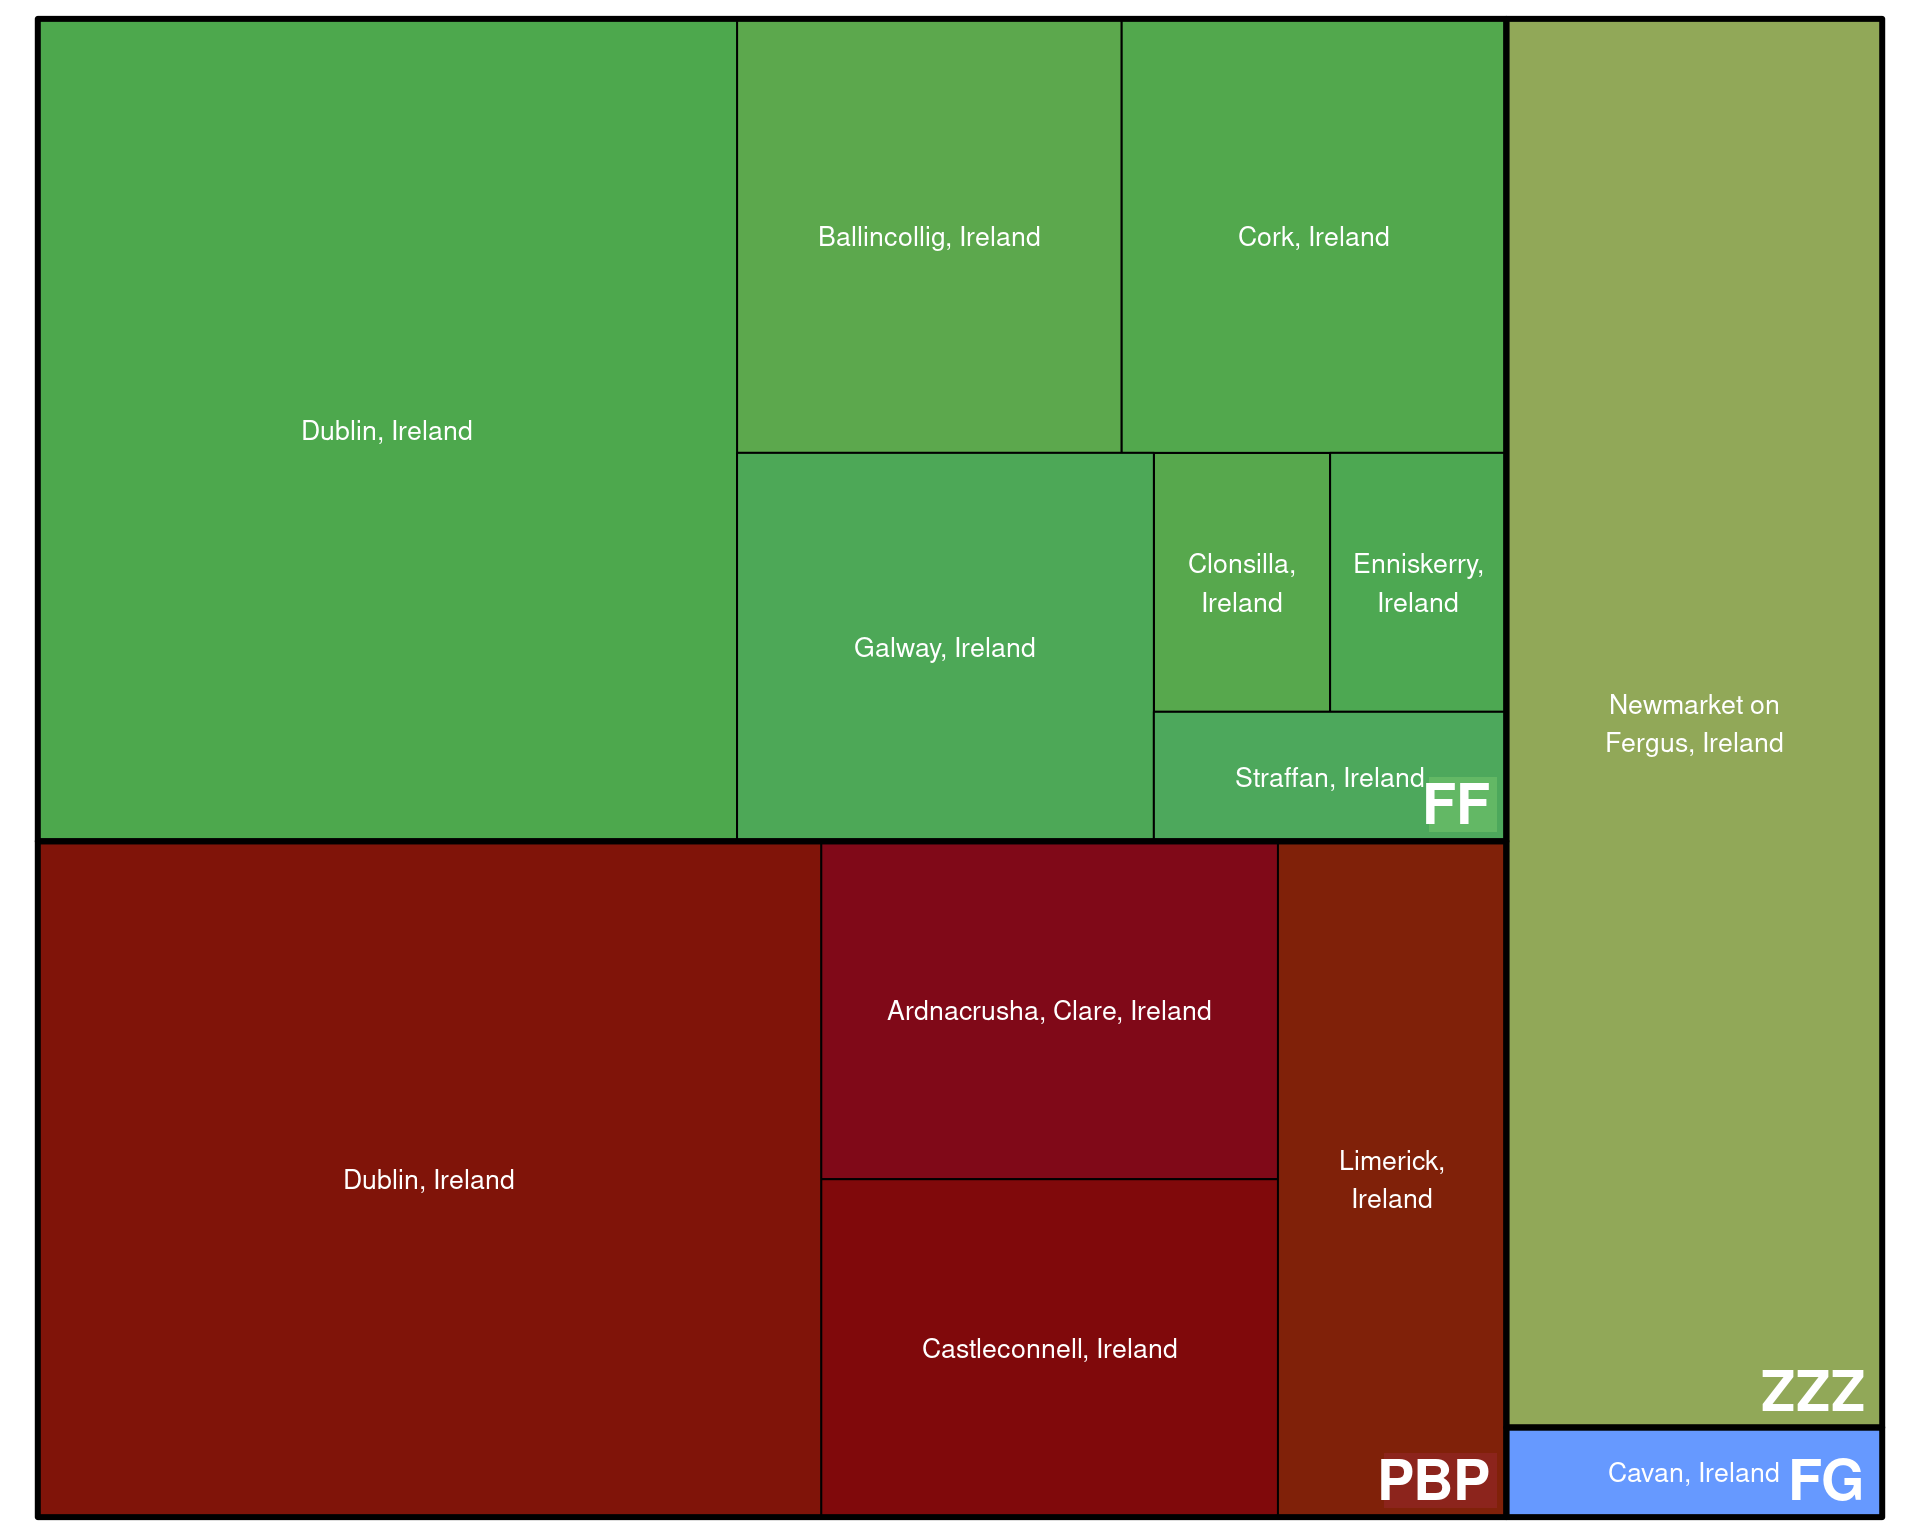 Dublin, Ireland
Ballincollig, Ireland
Cork, Ireland
Galway, Ireland
Clonsilla,
Ireland
Enniskerry,
Ireland
Straffan, Ireland
FF
Dublin, Ireland
Ardnacrusha, Clare, Ireland
Castleconnell, Ireland
Limerick,
Ireland
PBP
Newmarket on
Fergus, Ireland
ZZZ
Cavan, Ireland
FG